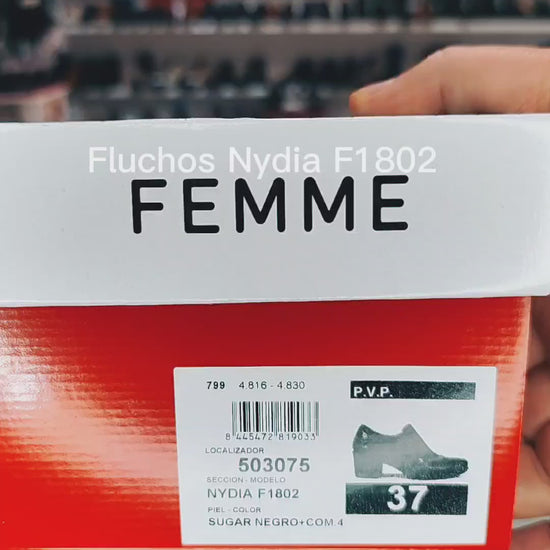 Fluchos Nydia F1802
FEMME
799 4.816 - 4.830
P.V.P.
8 445472 819033
LOCALIZADOR
503075
SECCION - MODELO
NYDIA F1802
37
PIEL - COLOR
SUGAR NEGRO+COM.4